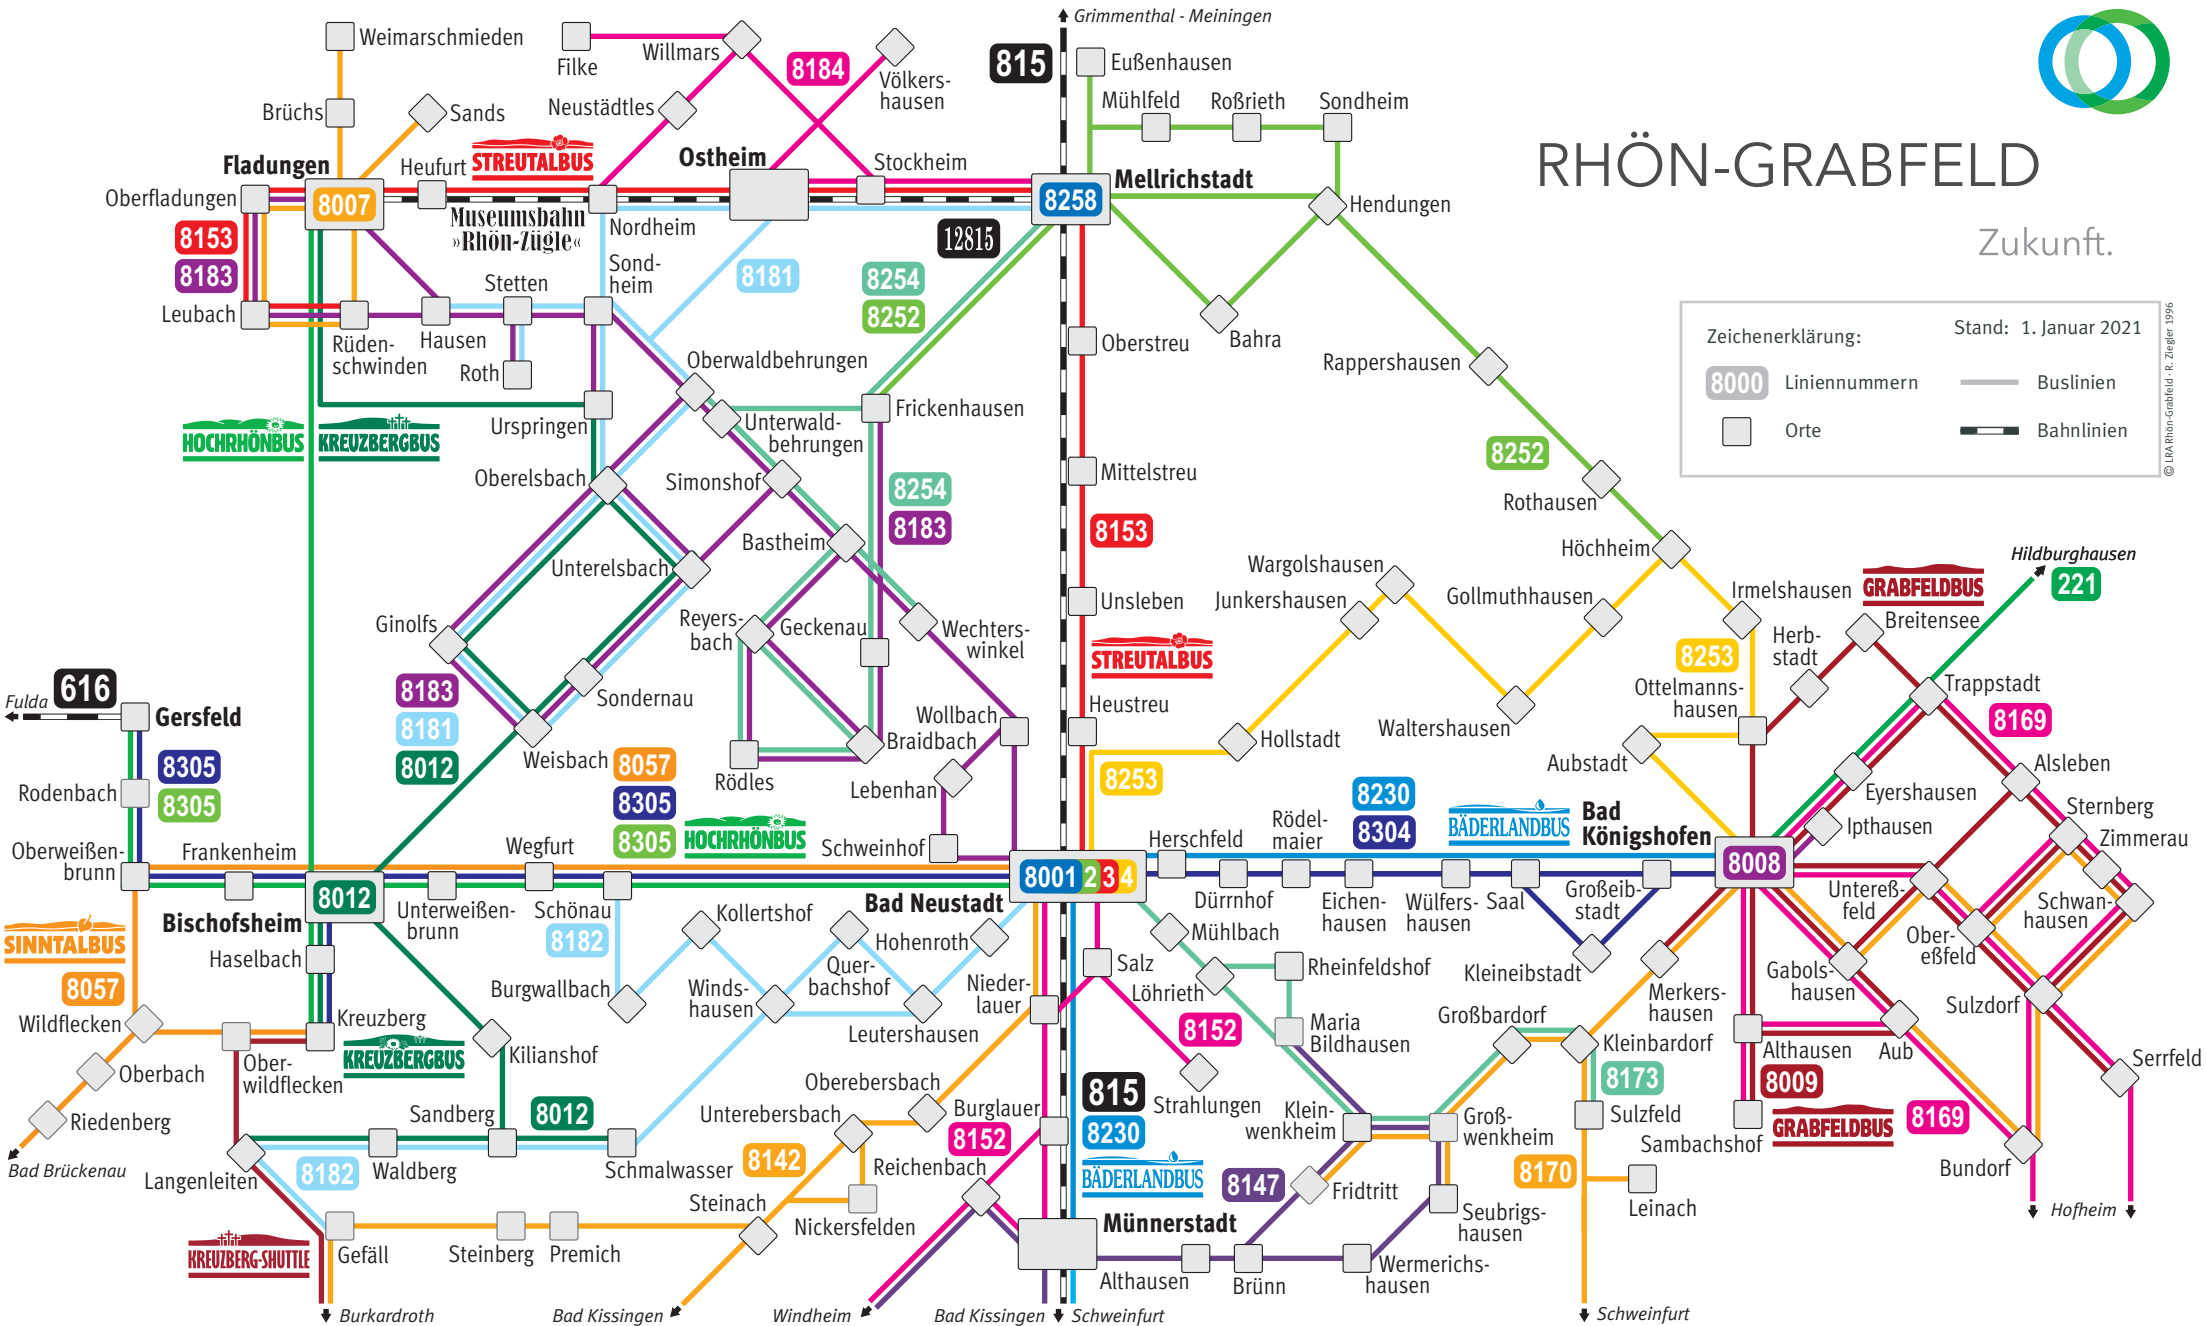 Grimmenthal - Meiningen
Weimarschmieden
Filke
Willmars
8184
Völkers-
hausen
815
Eußenhausen
Brüchs
Sands
Neustädtles
Mühlfeld
Roßrieth
Sondheim
RHÖN-GRABFELD
Zukunft.
Fladungen
Heufurt
STREUTALBUS
Ostheim
Stockheim
Mellrichstadt
Oberfladungen
8007
8258
Hendungen
Museumsbahn
»Rhön-Zügle«
Nordheim
12815
8153
8183
Sond-
heim
8181
8254
8252
Stetten
Leubach
Rüden-
schwinden
Hausen
Roth
Bahra
Oberstreu
Zeichenerklärung:
Stand: 1. Januar 2021
8000
Liniennummern
Buslinien
Orte
Bahnlinien
© LRA Rhön-Grabfeld · R. Ziegler 1996
Oberwaldbehrungen
Rappershausen
Frickenhausen
Unterwald-
behrungen
Urspringen
HOCHRHÖNBUS
KREUZBERGBUS
8252
Oberelsbach
Simonshof
8254
8183
Mittelstreu
Rothausen
8153
Bastheim
Höchheim
Hildburghausen
221
Unterelsbach
Wargolshausen
Irmelshausen
GRABFELDBUS
Junkershausen
Gollmuthhausen
Unsleben
Breitensee
Ginolfs
Reyers-
bach
Geckenau
Wechters-
winkel
STREUTALBUS
Herb-
stadt
8253
616
Fulda
Gersfeld
8183
8181
8012
Sondernau
Ottelmanns-
hausen
Trappstadt
8169
Heustreu
Wollbach
Waltershausen
Weisbach
Braidbach
Hollstadt
Aubstadt
8305
8305
Rodenbach
8057
8305
8305
HOCHRHÖNBUS
Rödles
Lebenhan
8253
8230
8304
BÄDERLANDBUS
Bad
Königshofen
Alsleben
Eyershausen
Sternberg
Ipthausen
Zimmerau
Oberweißen-
brunn
Frankenheim
Wegfurt
Schweinhof
Herschfeld
Rödel-
maier
8008
8012
8001
2
3
4
Bischofsheim
Unterweißen-
brunn
Schönau
8182
Bad Neustadt
Dürrnhof
Eichen-
hausen
Wülfers-
hausen
Saal
Großeib-
stadt
Untereß-
feld
Schwan-
hausen
SINNTALBUS
8057
Haselbach
Kollertshof
Hohenroth
Mühlbach
Ober-
eßfeld
Quer-
bachshof
Salz
Rheinfeldshof
Kleineibstadt
Gabols-
hausen
Burgwallbach
Winds-
hausen
Nieder-
lauer
Löhrieth
Merkers-
hausen
Sulzdorf
Wildflecken
Kreuzberg
KREUZBERGBUS
Leutershausen
8152
Maria
Bildhausen
Großbardorf
Kleinbardorf
Althausen
8009
Aub
Ober-
wildflecken
Kilianshof
Oberbach
Oberebersbach
Strahlungen
8173
Serrfeld
815
8230
BÄDERLANDBUS
Riedenberg
Sandberg
8012
Unterebersbach
Burglauer
8152
Klein-
wenkheim
Groß-
wenkheim
Sulzfeld
Sambachshof
GRABFELDBUS
8169
Bad Brückenau
Langenleiten
8182
Waldberg
Schmalwasser
8142
Reichenbach
8147
Fridtritt
8170
Bundorf
Steinach
Nickersfelden
Münnerstadt
Seubrigs-
hausen
Leinach
Hofheim
KREUZBERG-SHUTTLE
Gefäll
Steinberg
Premich
Althausen
Brünn
Wermerichs-
hausen
Burkardroth
Bad Kissingen
Windheim
Bad Kissingen
Schweinfurt
Schweinfurt